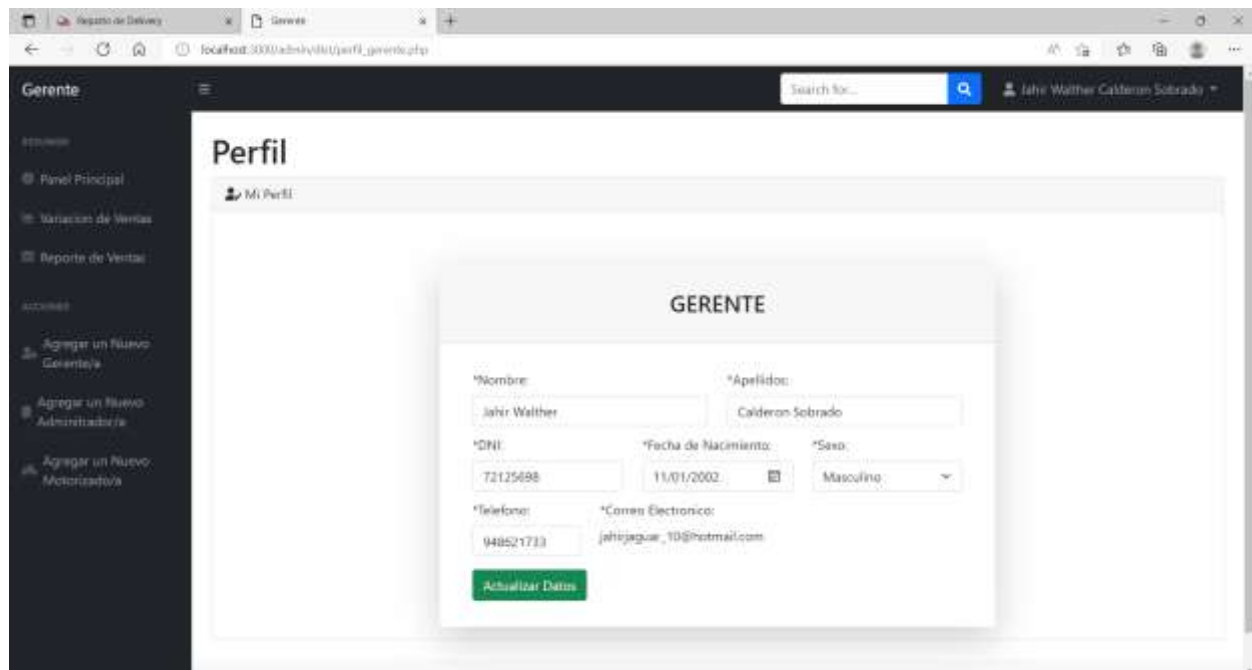 Registro de Delivery
Gerente
localhost:3000/admin/dist/perfil_gerente.php
Gerente
Search for...
Jahir Walther Calderon Sobrado
Perfil
Mi Perfil
Panel Principal
Variacion de Ventas
Reporte de Ventas
ACCIONES
Agregar un Nuevo
Gerente/a
Agregar un Nuevo
Agregar un Nuevo
Motorizado/a
GERENTE
*Nombre:
*Apellidos:
Jahir Walther
Calderon Sobrado
*DNI:
*Fecha de Nacimiento:
*Sexo:
72125698
11/01/2002
Masculino
*Telefono:
*Correo Electronico:
948621733
jahirjaguar_10@hotmail.com
Actualizar Datos